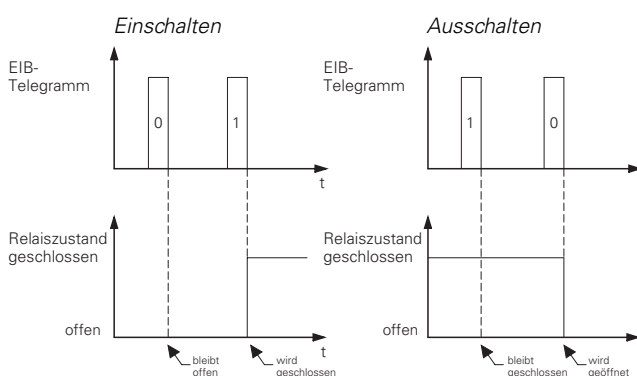 Einschalten
EIB-
Telegramm
0
1
t
Relaiszustand
geschlossen
offen
bleibt
offen
wird
geschlossen
t
Ausschalten
EIB-
Telegramm
1
0
Relaiszustand
geschlossen
offen
bleibt
geschlossen
wird
geöffnet